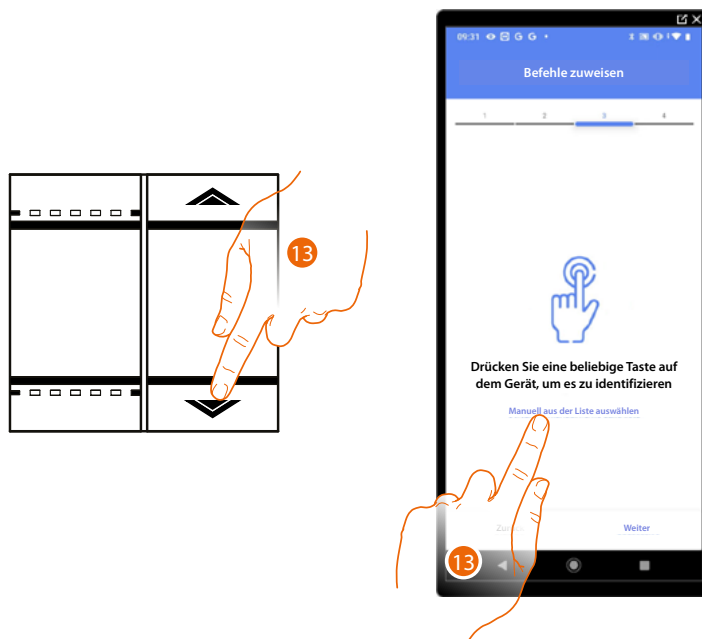 09:31 G G
Befehle zuweisen
1 2 3 4
13
Drücken Sie eine beliebige Taste auf
dem Gerät, um es zu identifizieren
Manuell aus der Liste auswählen
Weiter
13